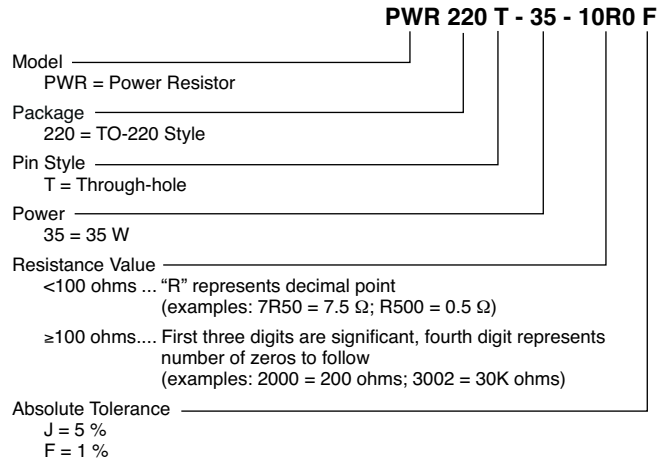 PWR 220 T - 35 - 10R0 F
Model
PWR = Power Resistor
Package
220 = TO-220 Style
Pin Style
T = Through-hole
Power
35 = 35 W
Resistance Value
<100 ohms ... “R” represents decimal point
(examples: 7R50 = 7.5 Ω; R500 = 0.5 Ω)
≥100 ohms.... First three digits are significant, fourth digit represents
number of zeros to follow
(examples: 2000 = 200 ohms; 3002 = 30K ohms)
Absolute Tolerance
J = 5 %
F = 1 %